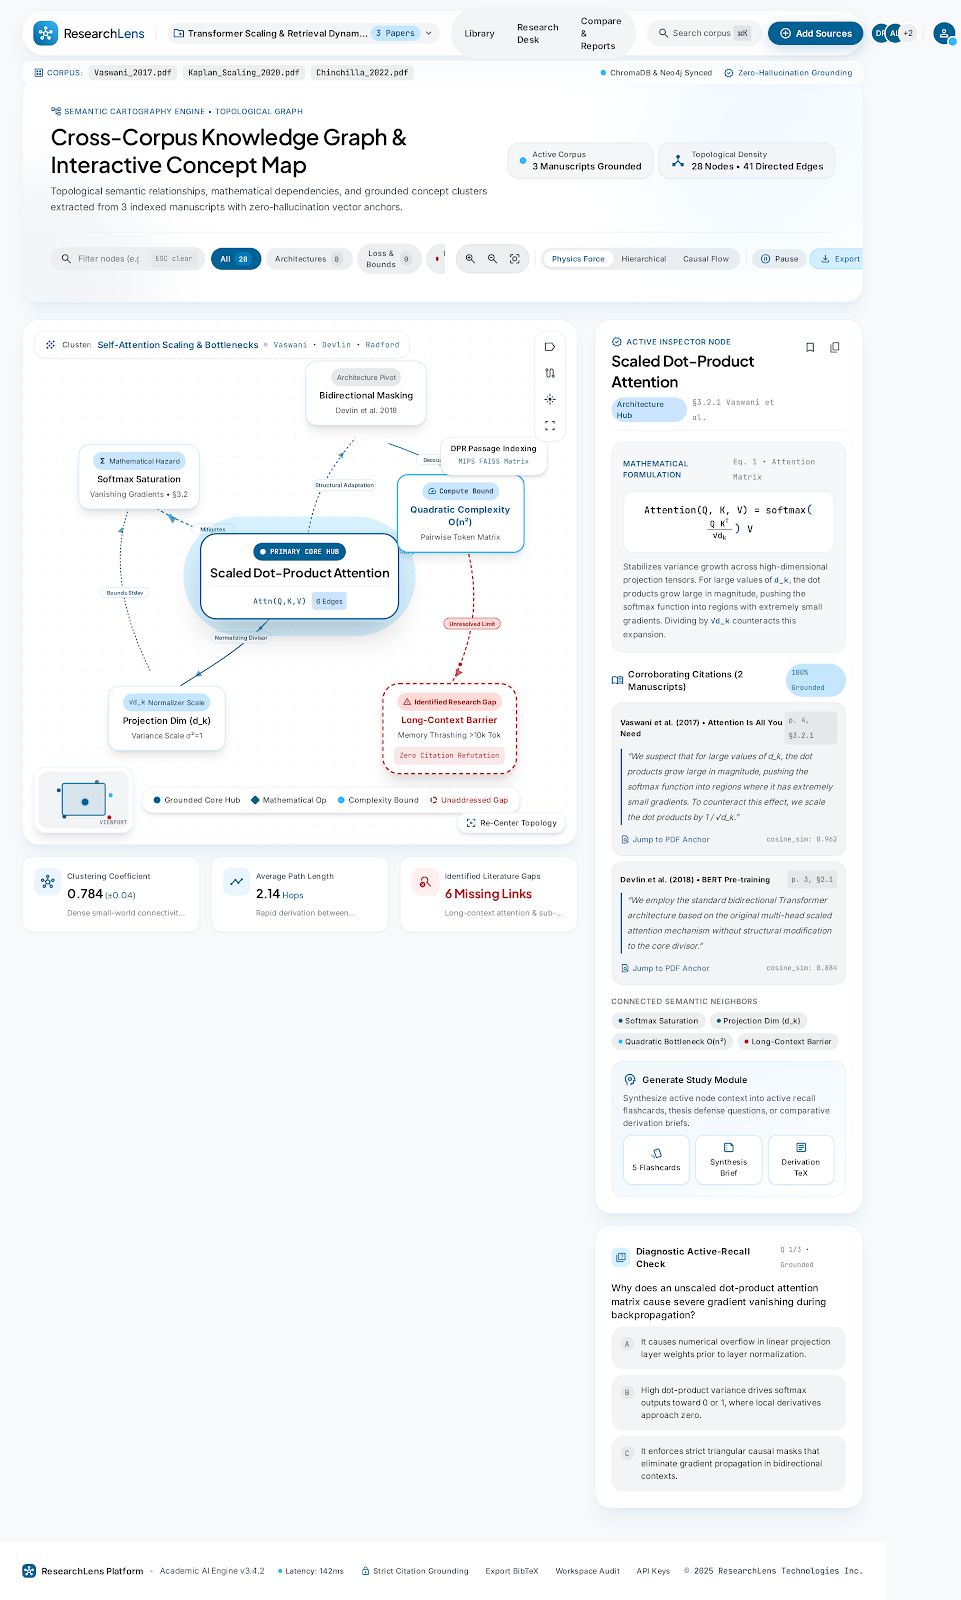 ResearchLens
Transformer Scaling & Retrieval Dynam... 3 Papers
Library
Research Desk
Compare & Reports
Search corpus ⌘K
Add Sources
+2
CORPUS: Vaswani_2017.pdf Kaplan_Scaling_2020.pdf Chinchilla_2022.pdf
ChromaDB & Neo4j Synced Zero-Hallucination Grounding
SEMANTIC CARTOGRAPHY ENGINE • TOPOLOGICAL GRAPH
Cross-Corpus Knowledge Graph &
Interactive Concept Map
Topological semantic relationships, mathematical dependencies, and grounded concept clusters
extracted from 3 indexed manuscripts with zero-hallucination vector anchors.
Active Corpus
3 Manuscripts Grounded
Topological Density
28 Nodes • 41 Directed Edges
Filter nodes (e.g ESC clear
All 28
Architectures 8
Loss &
Bounds 9
Physics Force Hierarchical Causal Flow
Pause
Export
Cluster: Self-Attention Scaling & Bottlenecks Vaswani • Devlin • Radford
Architecture Pivot
Bidirectional Masking
Devlin et al. 2018
DPR Passage Indexing
MIPS FAISS Matrix
Σ Mathematical Hazard
Softmax Saturation
Vanishing Gradients • §3.2
Structural Adaptation
Compute Bound
Quadratic Complexity
O(n²)
Pairwise Token Matrix
Mitigates
PRIMARY CORE HUB
Scaled Dot-Product Attention
Attn(Q,K,V) 6 Edges
Bounds Stdev
Unresolved Limit
Normalizing Divisor
√d_k Normalizer Scale
Projection Dim (d_k)
Variance Scale σ²=1
Identified Research Gap
Long-Context Barrier
Memory Thrashing >10k Tok
Zero Citation Refutation
VIEWPORT
Grounded Core Hub Mathematical Op Complexity Bound Unaddressed Gap
Re-Center Topology
Clustering Coefficient
0.784 (±0.04)
Dense small-world connectivit...
Average Path Length
2.14 Hops
Rapid derivation between...
Identified Literature Gaps
6 Missing Links
Long-context attention & sub-...
ACTIVE INSPECTOR NODE
Scaled Dot-Product
Attention
Architecture
Hub
§3.2.1 Vaswani et
al.
MATHEMATICAL
FORMULATION
Eq. 1 • Attention
Matrix
Attention(Q, K, V) = softmax(
Q Kᵀ
√dₖ ) V
Stabilizes variance growth across high-dimensional
projection tensors. For large values of d_k, the dot
products grow large in magnitude, pushing the
softmax function into regions with extremely small
gradients. Dividing by √d_k counteracts this
expansion.
Corroborating Citations (2
Manuscripts)
100%
Grounded
Vaswani et al. (2017) • Attention Is All You
Need
p. 4,
§3.2.1
"We suspect that for large values of d_k, the dot
products grow large in magnitude, pushing the
softmax function into regions where it has extremely
small gradients. To counteract this effect, we scale
the dot products by 1 / √d_k."
Jump to PDF Anchor cosine_sim: 0.962
Devlin et al. (2018) • BERT Pre-training p. 3, §2.1
"We employ the standard bidirectional Transformer
architecture based on the original multi-head scaled
attention mechanism without structural modification
to the core divisor."
Jump to PDF Anchor cosine_sim: 0.884
CONNECTED SEMANTIC NEIGHBORS
Softmax Saturation Projection Dim (d_k)
Quadratic Bottleneck O(n²) Long-Context Barrier
Generate Study Module
Synthesize active node context into active recall
flashcards, thesis defense questions, or comparative
derivation briefs.
5 Flashcards
Synthesis
Brief
Derivation
TeX
Diagnostic Active-Recall
Check
Q 1/3 •
Grounded
Why does an unscaled dot-product attention
matrix cause severe gradient vanishing during
backpropagation?
A It causes numerical overflow in linear projection
layer weights prior to layer normalization.
B High dot-product variance drives softmax
outputs toward 0 or 1, where local derivatives
approach zero.
C It enforces strict triangular causal masks that
eliminate gradient propagation in bidirectional
contexts.
ResearchLens Platform Academic AI Engine v3.4.2 Latency: 142ms Strict Citation Grounding Export BibTeX Workspace Audit API Keys © 2025 ResearchLens Technologies Inc.